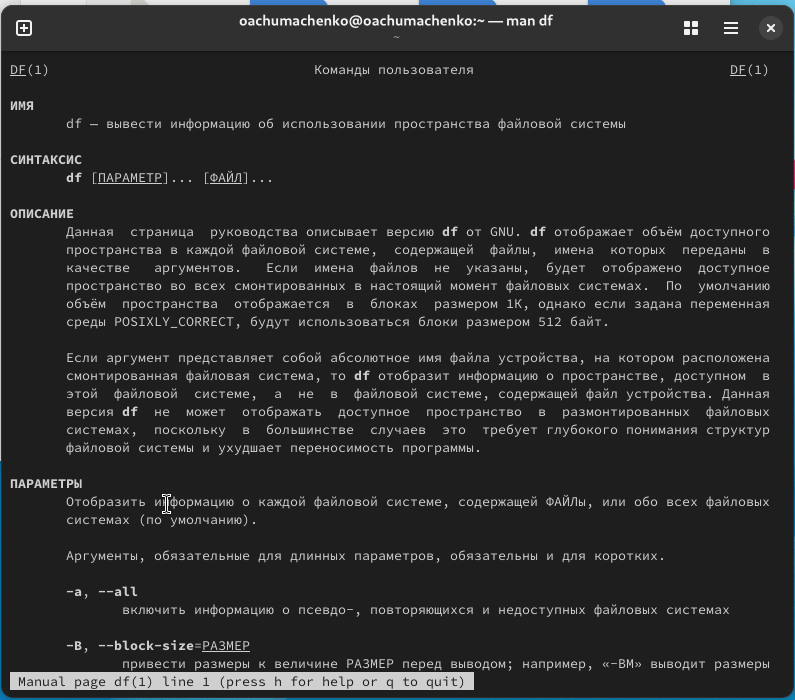 oachumachenko@oachumachenko:~ — man df
~
DF(1) Команды пользователя DF(1)
ИМЯ
df — вывести информацию об использовании пространства файловой системы
СИНТАКСИС
df [ПАРАМЕТР]... [ФАЙЛ]...
ОПИСАНИЕ
Данная страница руководства описывает версию df от GNU. df отображает объём доступного
пространства в каждой файловой системе, содержащей файлы, имена которых переданы в
качестве аргументов. Если имена файлов не указаны, будет отображено доступное
пространство во всех смонтированных в настоящий момент файловых системах. По умолчанию
объём пространства отображается в блоках размером 1K, однако если задана переменная
среды POSIXLY_CORRECT, будут использоваться блоки размером 512 байт.
Если аргумент представляет собой абсолютное имя файла устройства, на котором расположена
смонтированная файловая система, то df отобразит информацию о пространстве, доступном в
этой файловой системе, а не в файловой системе, содержащей файл устройства. Данная
версия df не может отображать доступное пространство в размонтированных файловых
системах, поскольку в большинстве случаев это требует глубокого понимания структур
файловой системы и ухудшает переносимость программы.
ПАРАМЕТРЫ
Отобразить информацию о каждой файловой системе, содержащей ФАЙЛы, или обо всех файловых
системах (по умолчанию).
Аргументы, обязательные для длинных параметров, обязательны и для коротких.
-a, --all
включить информацию о псевдо-, повторяющихся и недоступных файловых системах
-B, --block-size=РАЗМЕР
привести размеры к величине РАЗМЕР перед выводом; например, «-BM» выводит размеры
Manual page df(1) line 1 (press h for help or q to quit)